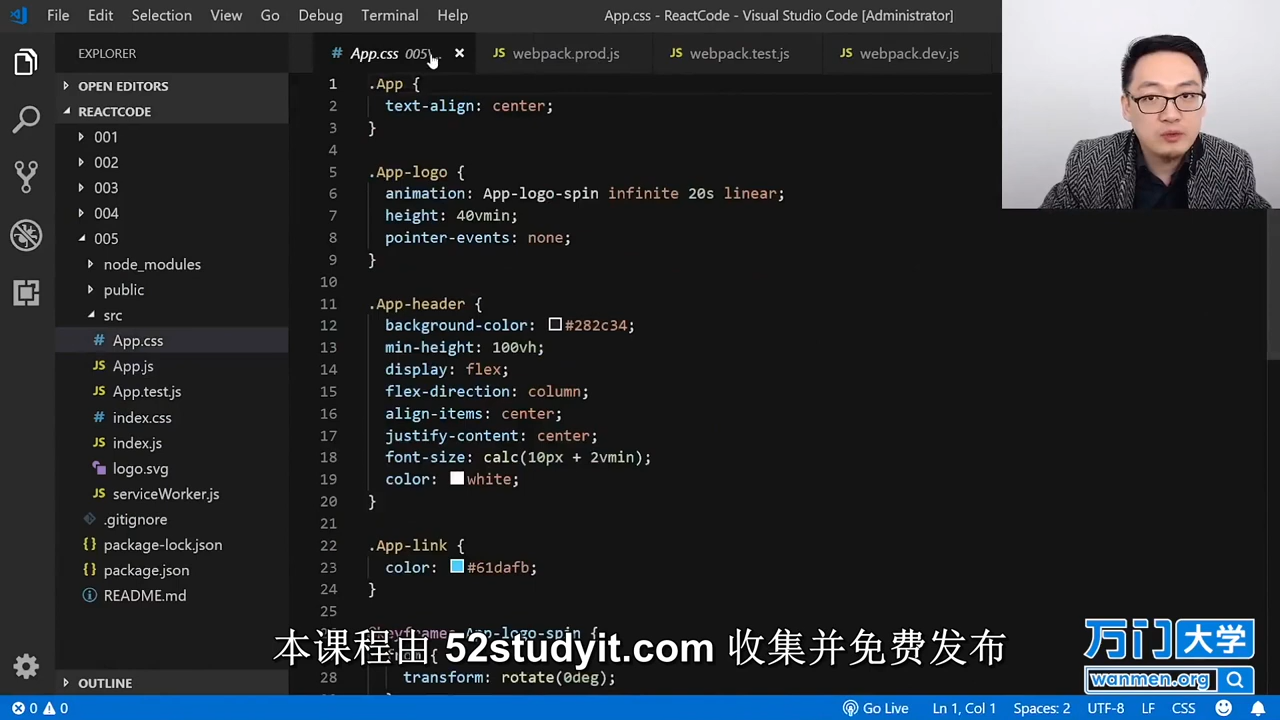 File Edit Selection View Go Debug Terminal Help
App.css - ReactCode - Visual Studio Code [Administrator]
EXPLORER
OPEN EDITORS
REACTCODE
001
002
003
004
005
node_modules
public
src
# App.css
JS App.js
JS App.test.js
# index.css
JS index.js
logo.svg
JS serviceWorker.js
.gitignore
{} package-lock.json
{} package.json
README.md
OUTLINE
# App.css 005\ ×
JS webpack.prod.js
JS webpack.test.js
JS webpack.dev.js
1 .App {
2 text-align: center;
3 }
4
5 .App-logo {
6 animation: App-logo-spin infinite 20s linear;
7 height: 40vmin;
8 pointer-events: none;
9 }
10
11 .App-header {
12 background-color: #282c34;
13 min-height: 100vh;
14 display: flex;
15 flex-direction: column;
16 align-items: center;
17 justify-content: center;
18 font-size: calc(10px + 2vmin);
19 color: white;
20 }
21
22 .App-link {
23 color: #61dafb;
24 }
25
@keyframes App-logo-spin {
{
28 transform: rotate(0deg);
本课程由 52studyit.com 收集并免费发布
万门大学
wanmen.org
0 0
Go Live Ln 1, Col 1 Spaces: 2 UTF-8 LF CSS